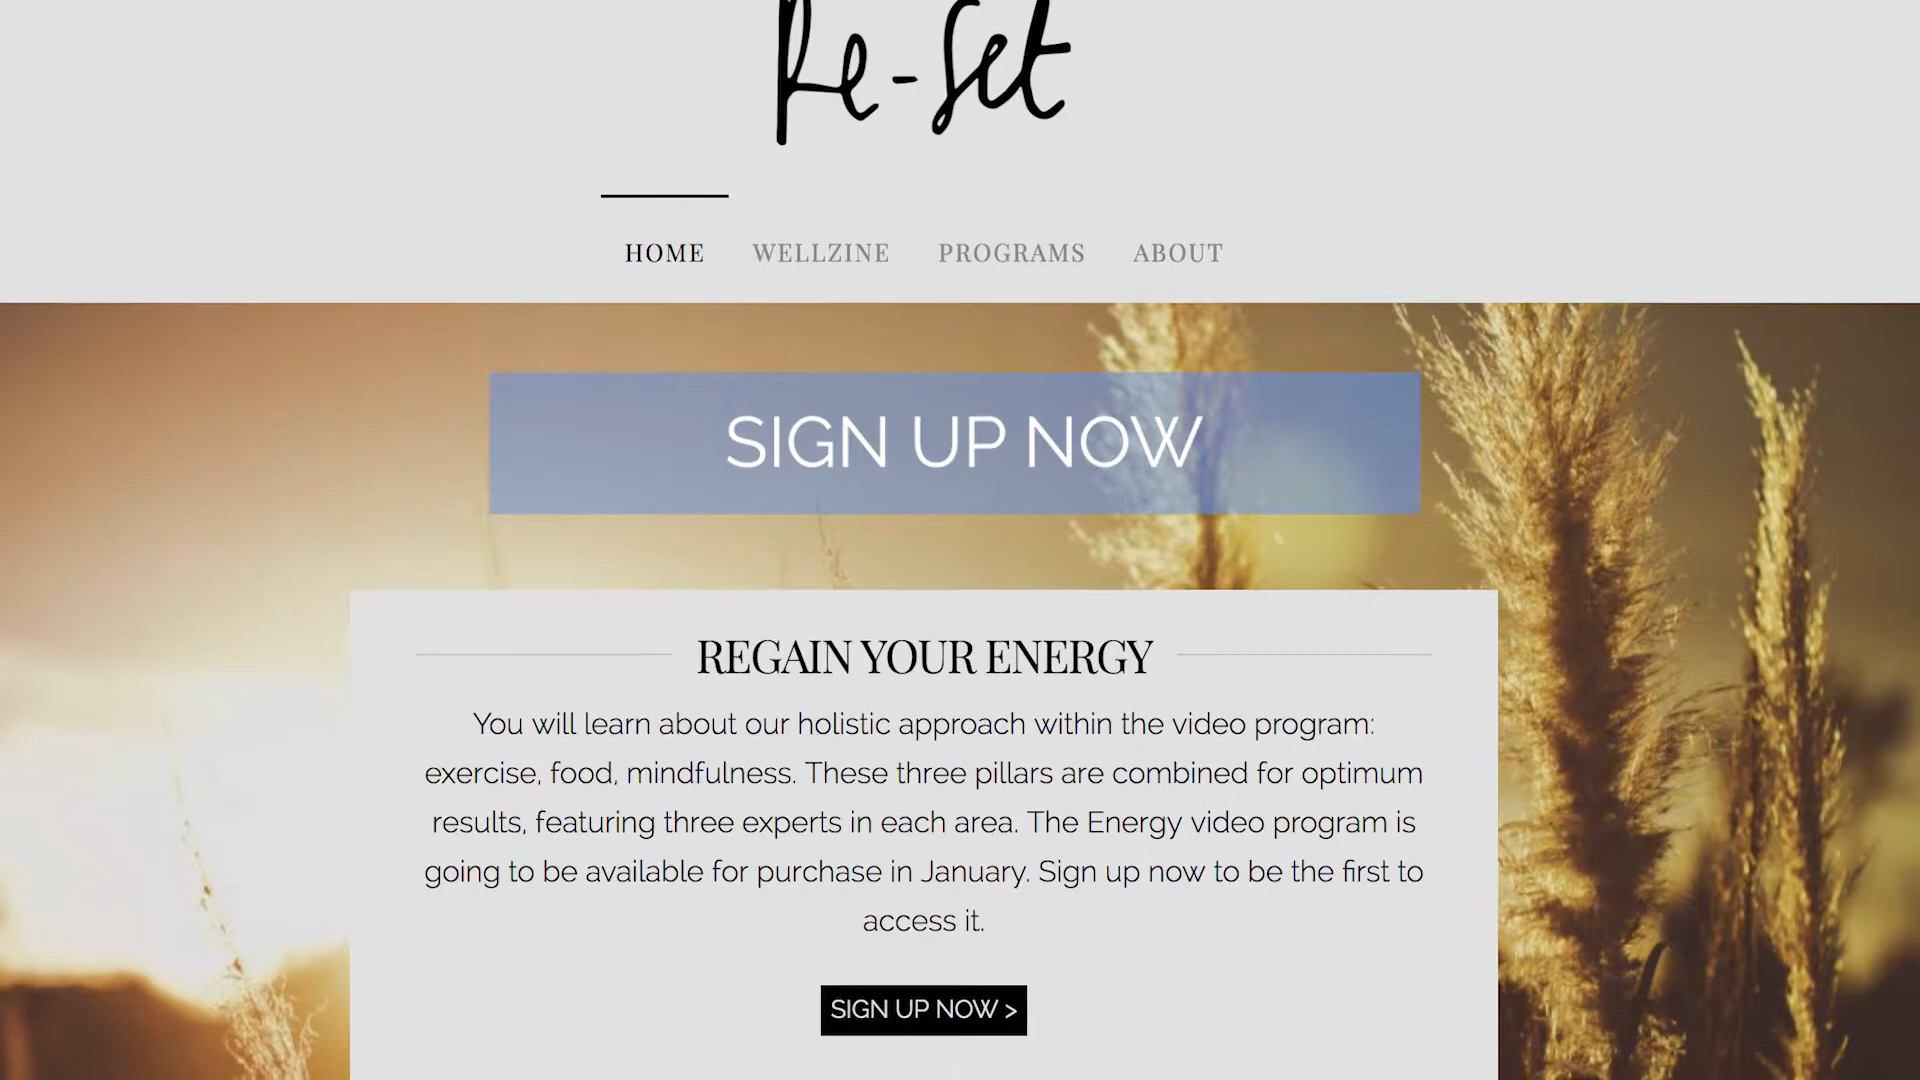 Re-set
HOME WELLZINE PROGRAMS ABOUT
SIGN UP NOW
REGAIN YOUR ENERGY
You will learn about our holistic approach within the video program:
exercise, food, mindfulness. These three pillars are combined for optimum
results, featuring three experts in each area. The Energy video program is
going to be available for purchase in January. Sign up now to be the first to
access it.
SIGN UP NOW >